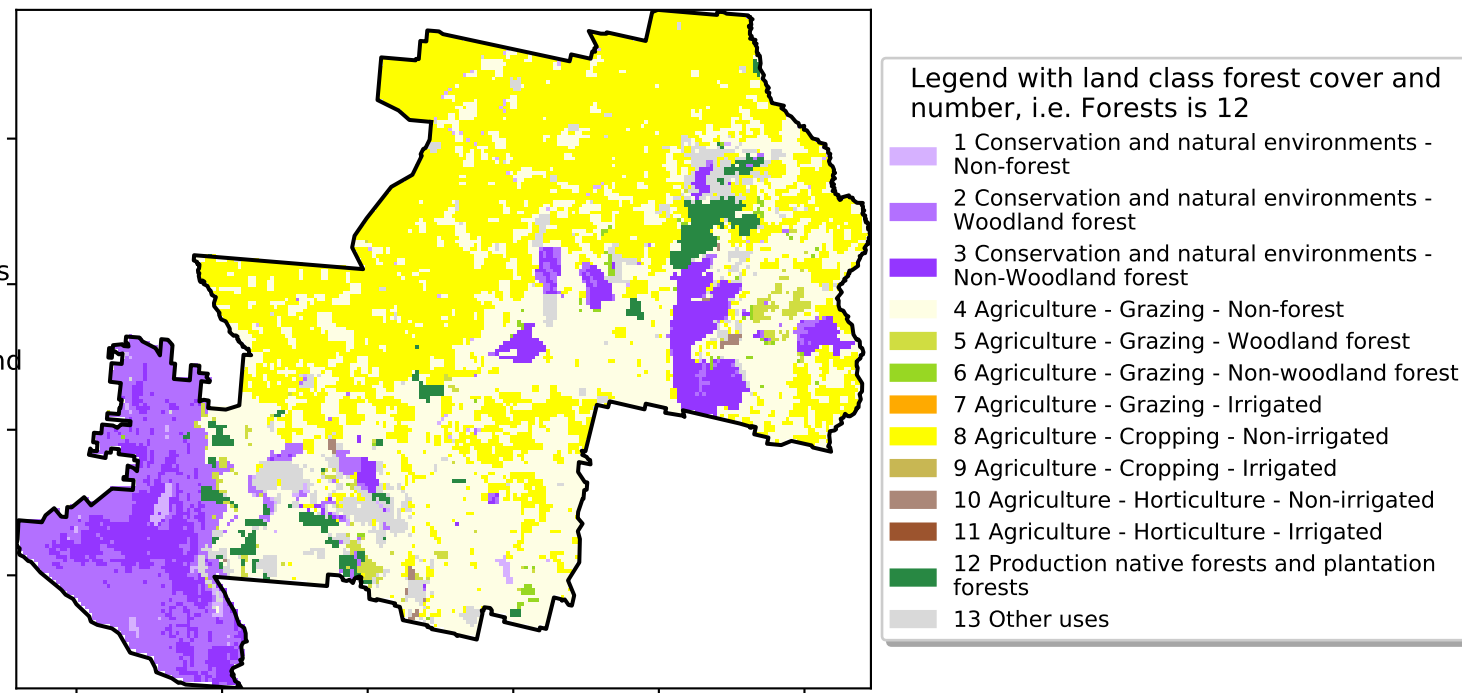 s
nd
Legend with land class forest cover and
number, i.e. Forests is 12
1 Conservation and natural environments -
Non-forest
2 Conservation and natural environments -
Woodland forest
3 Conservation and natural environments -
Non-Woodland forest
4 Agriculture - Grazing - Non-forest
5 Agriculture - Grazing - Woodland forest
6 Agriculture - Grazing - Non-woodland forest
7 Agriculture - Grazing - Irrigated
8 Agriculture - Cropping - Non-irrigated
9 Agriculture - Cropping - Irrigated
10 Agriculture - Horticulture - Non-irrigated
11 Agriculture - Horticulture - Irrigated
12 Production native forests and plantation
forests
13 Other uses